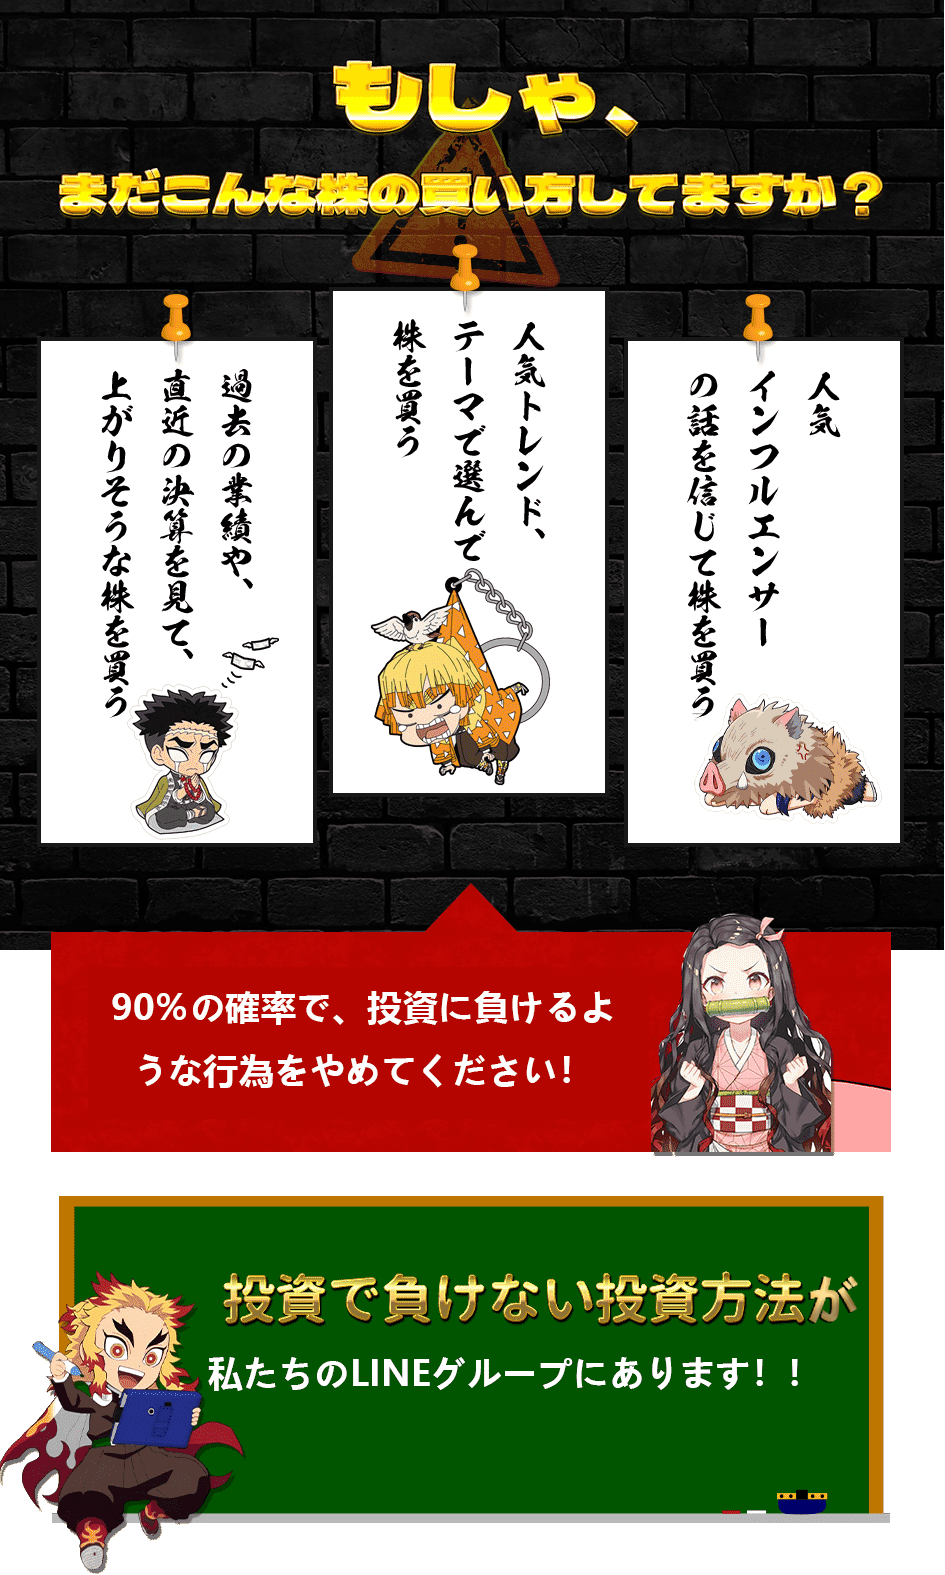 もしゃ、
まだこんな株の買い方してますか？
人気
インフルエンサー
の話を信じて株を買う
人気トレンド、
テーマで選んで
株を買う
過去の業績や、
直近の決算を見て、
上がりそうな株を買う
90%の確率で、投資に負けるよ
うな行為をやめてください！
投資で負けない投資方法が
私たちのLINEグループにあります！！